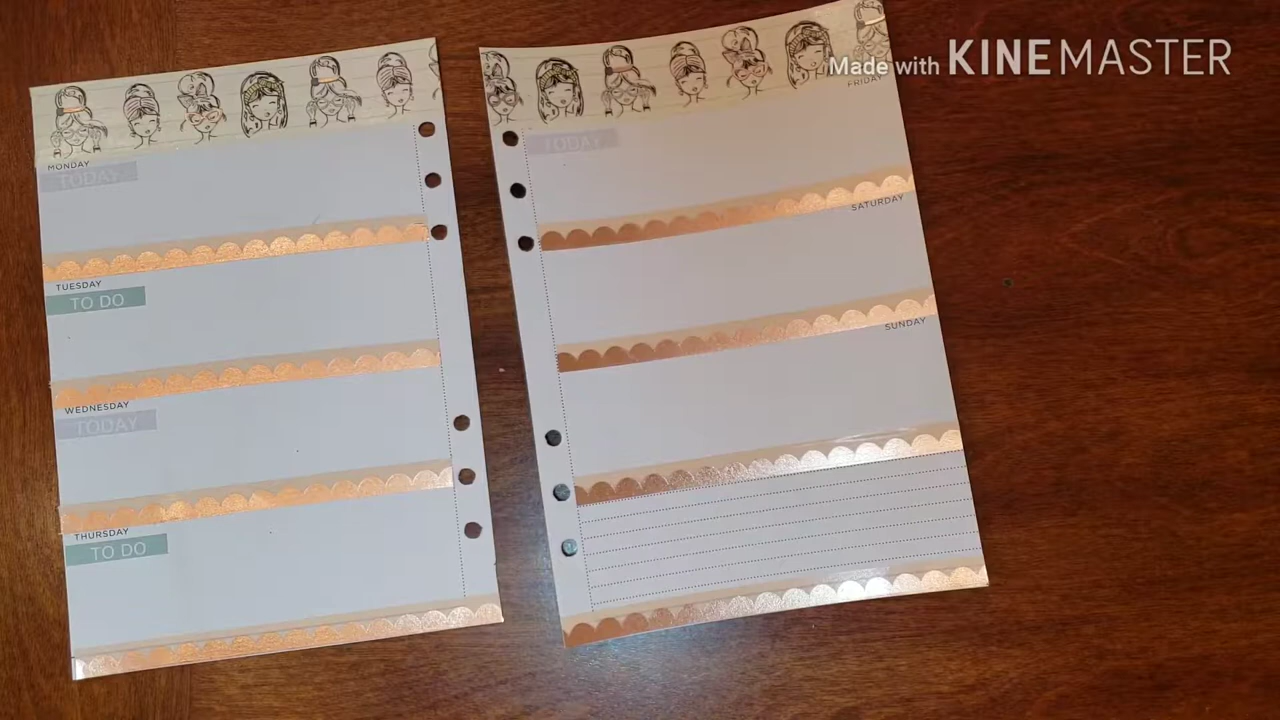 Made with KINEMASTER
MONDAY
TODAY
TUESDAY
TO DO
WEDNESDAY
TODAY
THURSDAY
TO DO
FRIDAY
TODAY
SATURDAY
SUNDAY